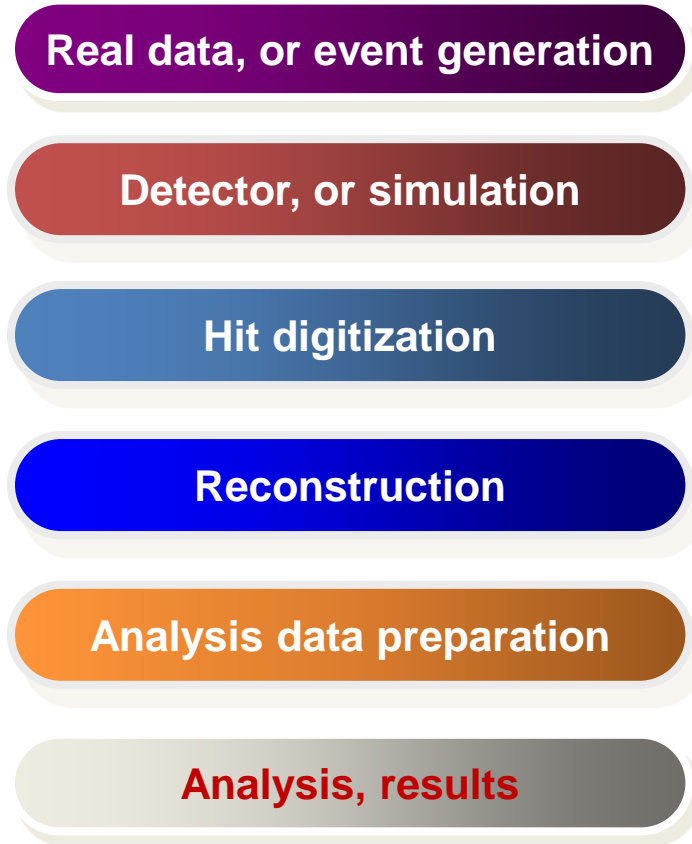 Real data, or event generation
Detector, or simulation
Hit digitization
Reconstruction
Analysis data preparation
Analysis, results